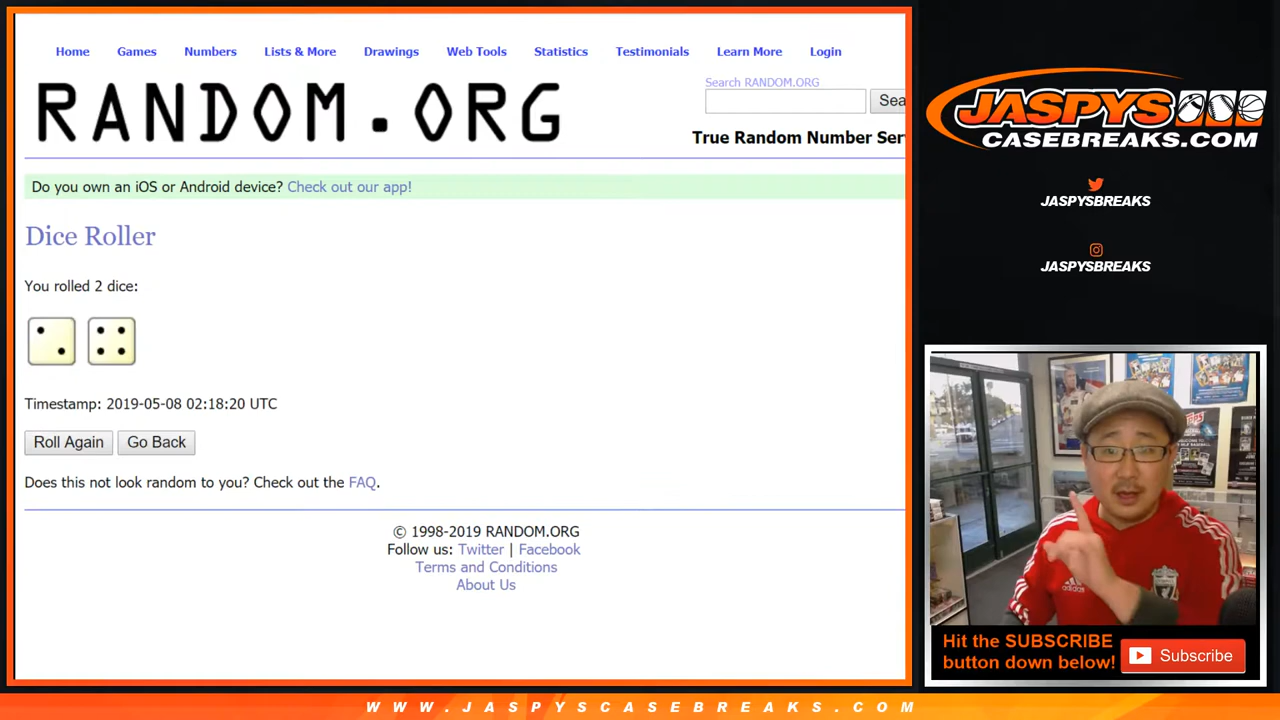 Home Games Numbers Lists & More Drawings Web Tools Statistics Testimonials Learn More Login
RANDOM.ORG
Search RANDOM.ORG
Sea
True Random Number Ser
Do you own an iOS or Android device? Check out our app!
Dice Roller
You rolled 2 dice:
Timestamp: 2019-05-08 02:18:20 UTC
Roll Again Go Back
Does this not look random to you? Check out the FAQ.
© 1998-2019 RANDOM.ORG
Follow us: Twitter | Facebook
Terms and Conditions
About Us
JASPYS
CASEBREAKS.COM
JASPYSBREAKS
JASPYSBREAKS
TOPPS
adidas
Hit the SUBSCRIBE
button down below!
Subscribe
WWW.JASPYSCASEBREAKS.COM